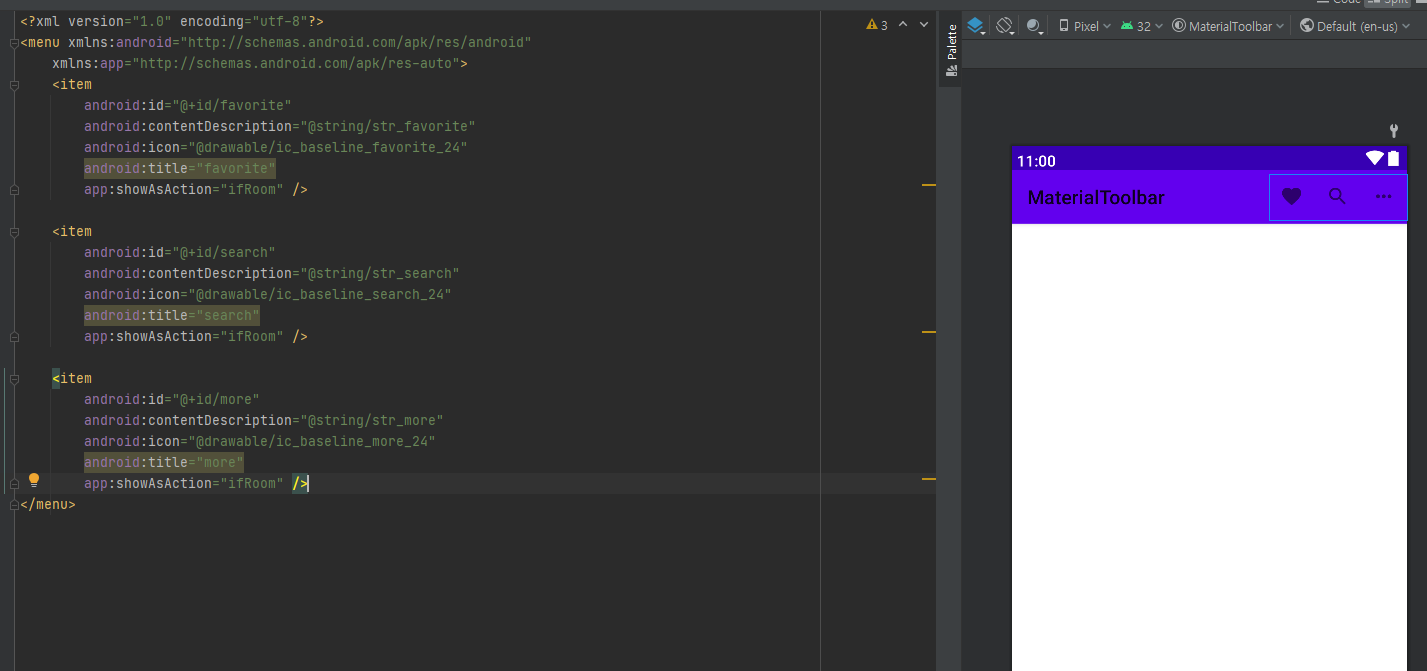 Code
Split
<?xml version="1.0" encoding="utf-8"?>
<menu xmlns:android="http://schemas.android.com/apk/res/android"
xmlns:app="http://schemas.android.com/apk/res-auto">
<item
android:id="@+id/favorite"
android:contentDescription="@string/str_favorite"
android:icon="@drawable/ic_baseline_favorite_24"
android:title="favorite"
app:showAsAction="ifRoom" />
<item
android:id="@+id/search"
android:contentDescription="@string/str_search"
android:icon="@drawable/ic_baseline_search_24"
android:title="search"
app:showAsAction="ifRoom" />
<item
android:id="@+id/more"
android:contentDescription="@string/str_more"
android:icon="@drawable/ic_baseline_more_24"
android:title="more"
app:showAsAction="ifRoom" />
</menu>
3
Palette
Pixel
32
MaterialToolbar
Default (en-us)
11:00
MaterialToolbar